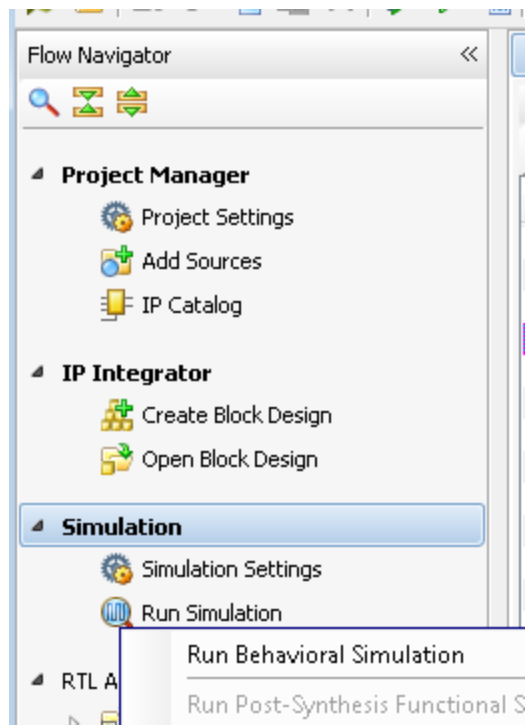 Flow Navigator
Project Manager
Project Settings
Add Sources
IP Catalog
IP Integrator
Create Block Design
Open Block Design
Simulation
Simulation Settings
Run Simulation
Run Behavioral Simulation
RTL A
Run Post-Synthesis Functional S